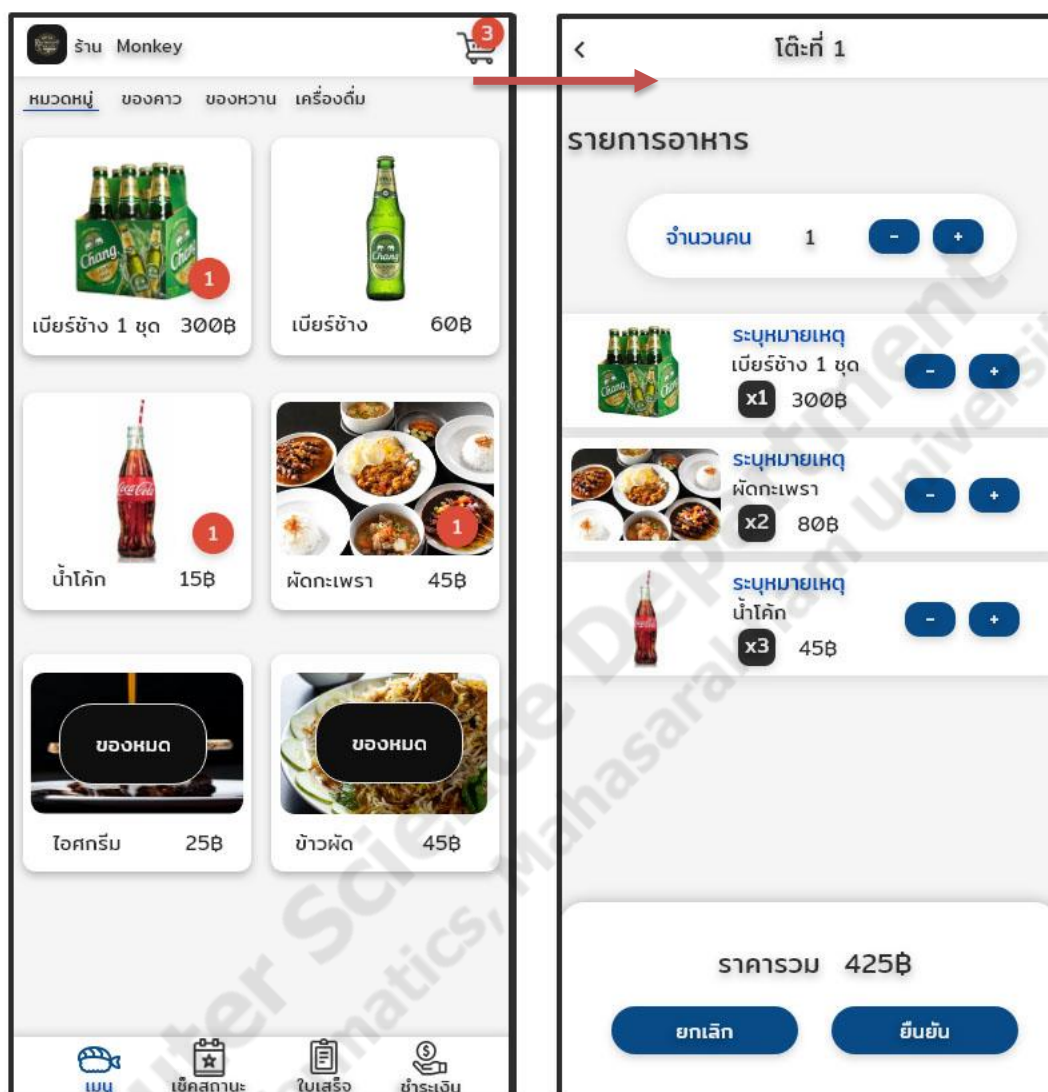 ร้าน Monkey
3
หมวดหมู่ ของคาว ของหวาน เครื่องดื่ม
Chang
1
เบียร์ช้าง 1 ชุด 300฿
Chang
เบียร์ช้าง 60฿
Coca-Cola
1
น้ำโค้ก 15฿
1
ผัดกะเพรา 45฿
ของหมด
ไอศกรีม 25฿
ของหมด
ข้าวผัด 45฿
เมนู เช็คสถานะ ใบเสร็จ ชำระเงิน
< โต๊ะที่ 1
รายการอาหาร
จำนวนคน 1 - +
ระบุหมายเหตุ
เบียร์ช้าง 1 ชุด - +
x1 300฿
ระบุหมายเหตุ
ผัดกะเพรา - +
x2 80฿
ระบุหมายเหตุ
น้ำโค้ก - +
x3 45฿
ราคารวม 425฿
ยกเลิก ยืนยัน